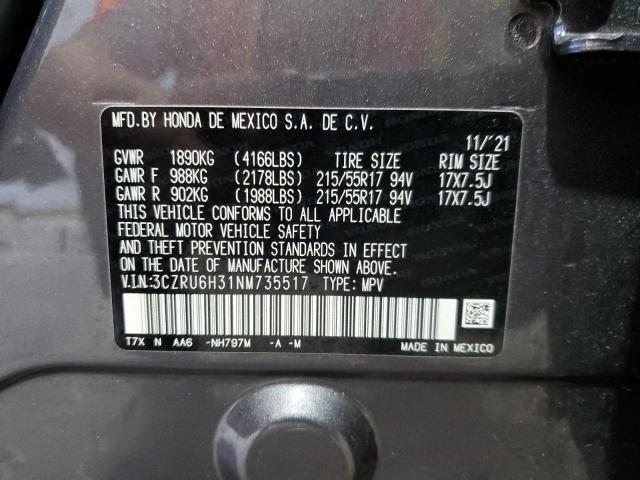 MFD.BY HONDA DE MEXICO S.A. DE C.V.
11/'21
GVWR 1890KG (4166LBS) TIRE SIZE RIM SIZE
GAWR F 988KG (2178LBS) 215/55R17 94V 17X7.5J
GAWR R 902KG (1988LBS) 215/55R17 94V 17X7.5J
THIS VEHICLE CONFORMS TO ALL APPLICABLE
FEDERAL MOTOR VEHICLE SAFETY
AND THEFT PREVENTION STANDARDS IN EFFECT
ON THE DATE OF MANUFACTURE SHOWN ABOVE.
V.I.N.:3CZRU6H31NM735517 TYPE: MPV
T7X N AA6 -NH797M -A -M
MADE IN MEXICO